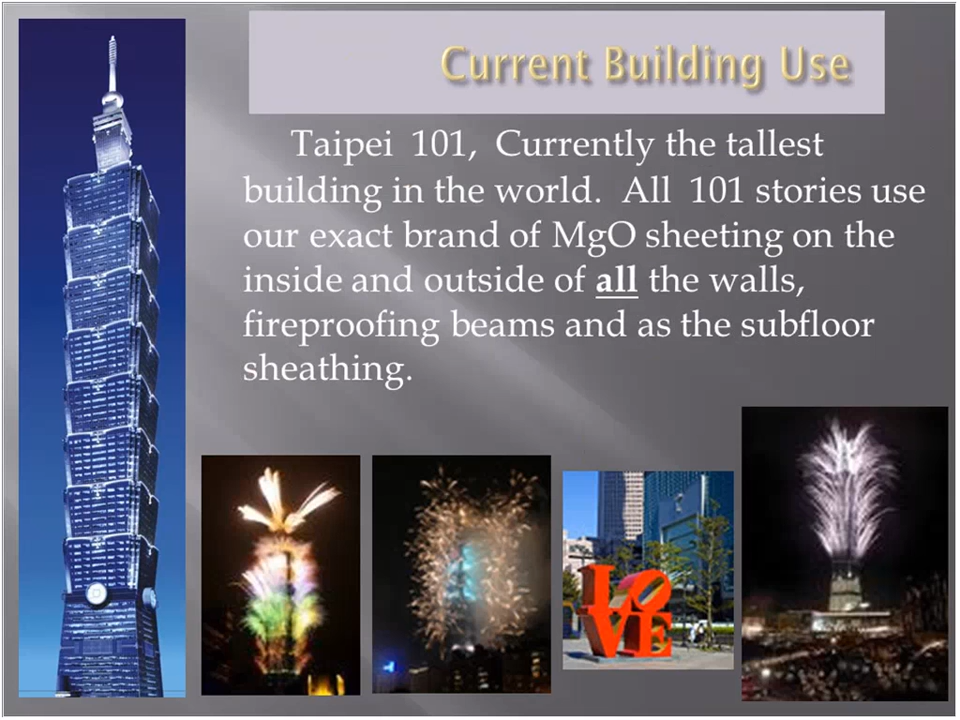 Current Building Use
Taipei 101, Currently the tallest
building in the world. All 101 stories use
our exact brand of MgO sheeting on the
inside and outside of all the walls,
fireproofing beams and as the subfloor
sheathing.
LO
VE